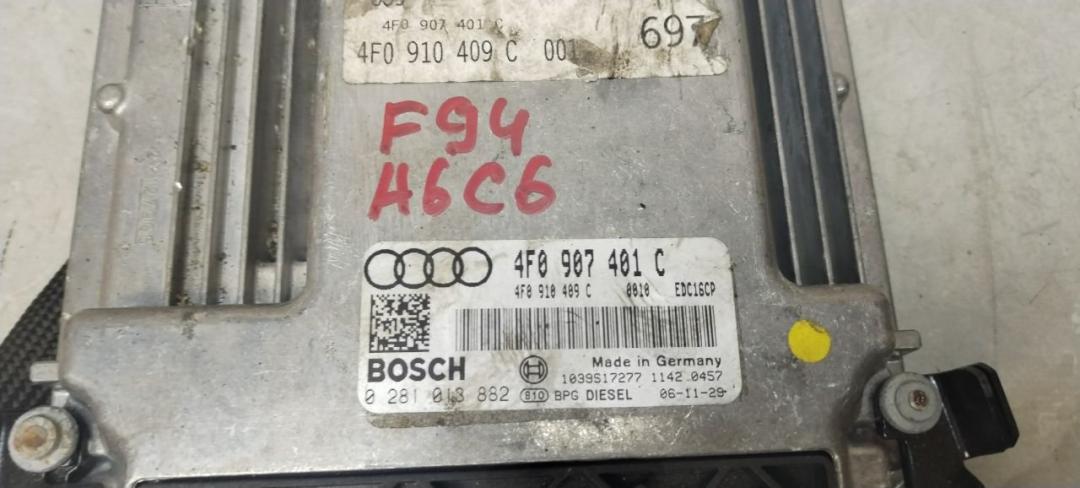 4F0 907 401 C
4F0 910 409 C 001
697
F94
A6C6
4F0 907 401 C
4F0 910 409 C 0010 EDC16CP
BOSCH
Made in Germany
1039S17277 1142.0457
0 281 013 882 810 BPG DIESEL 06-11-29